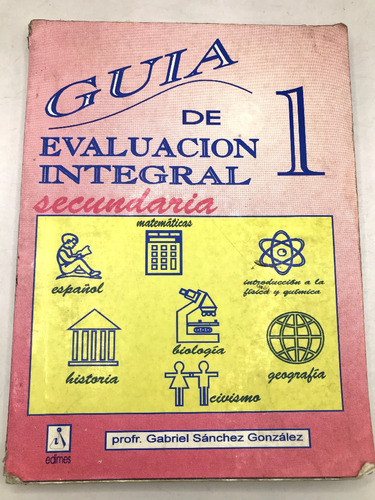 GUIA
DE
EVALUACION
INTEGRAL
1
secundaria
matemáticas
español
introducción a la
física y química
biología
historia
geografía
civismo
profr. Gabriel Sánchez González
edimes